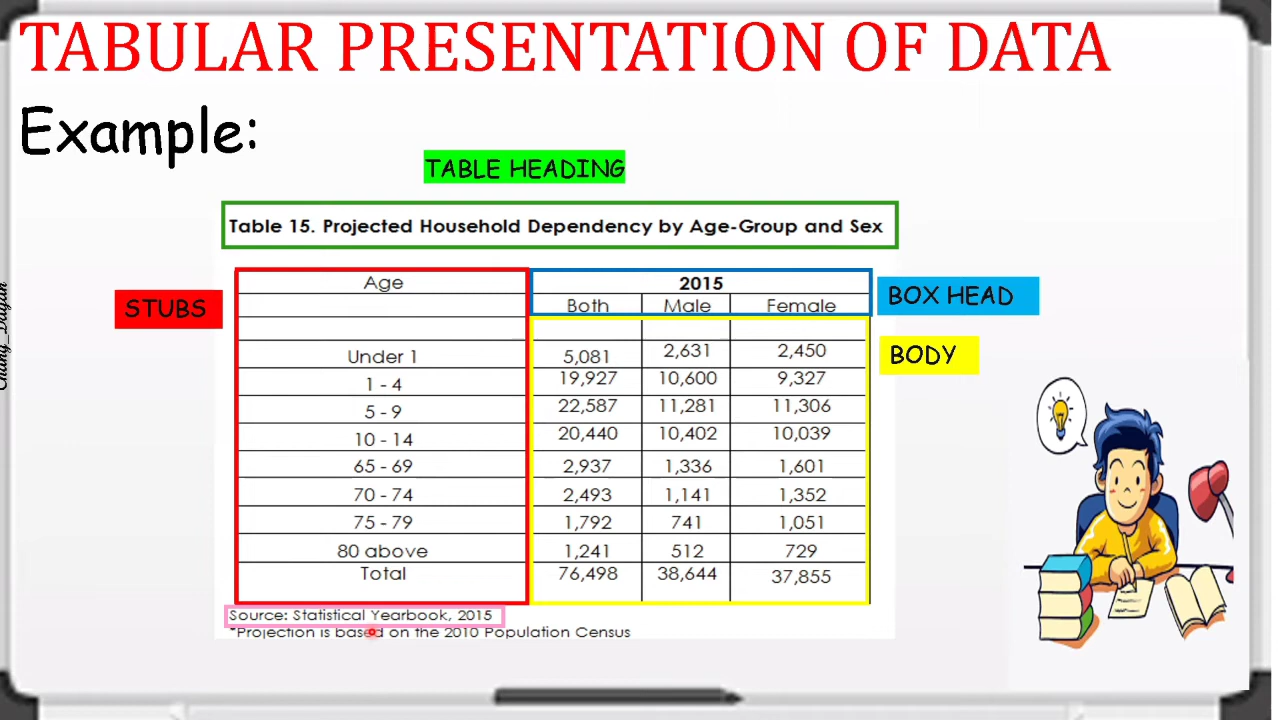 TABULAR PRESENTATION OF DATA
Example:
TABLE HEADING
Table 15. Projected Household Dependency by Age-Group and Sex
STUBS
Age 2015
Both Male Female
BOX HEAD
BODY
Under 1 5,081 2,631 2,450
1 - 4 19,927 10,600 9,327
5 - 9 22,587 11,281 11,306
10 - 14 20,440 10,402 10,039
65 - 69 2,937 1,336 1,601
70 - 74 2,493 1,141 1,352
75 - 79 1,792 741 1,051
80 above 1,241 512 729
Total 76,498 38,644 37,855
Source: Statistical Yearbook, 2015
*Projection is based on the 2010 Population Census